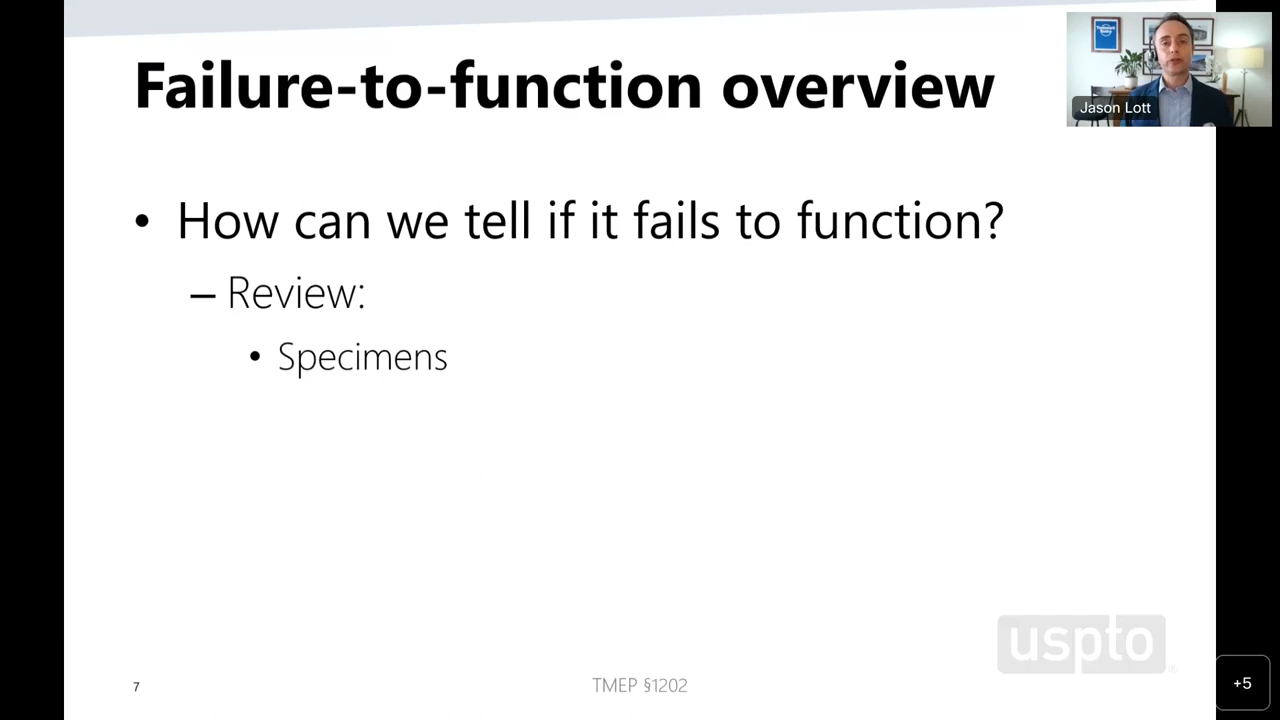 Failure-to-function overview
Jason Lott
• How can we tell if it fails to function?
– Review:
• Specimens
uspto
7
TMEP §1202
+5